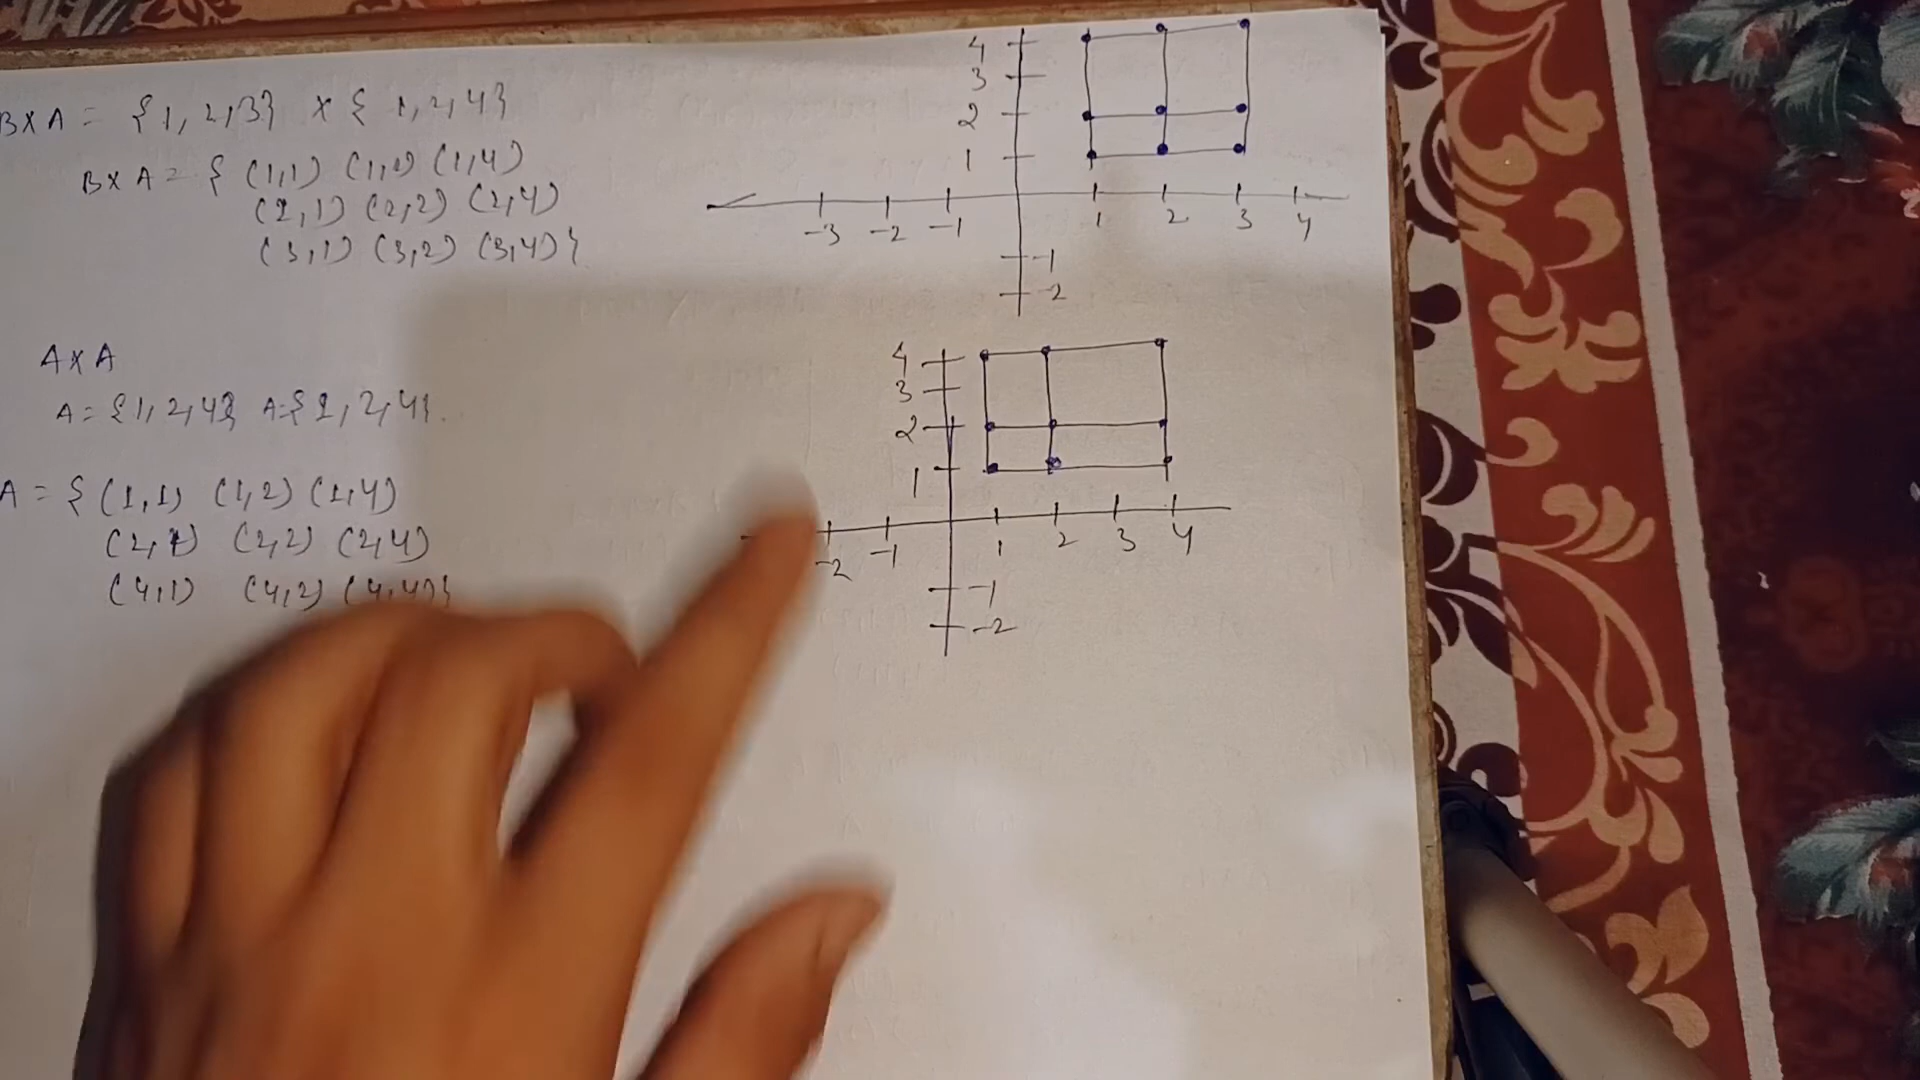 B x A = {1, 2, 3} x { 1, 2, 4}
B x A = { (1,1) (1,2) (1,4)
(2,1) (2,2) (2,4)
(3,1) (3,2) (3,4) }
4
3
2
1
-3 -2 -1 1 2 3 4
-1
-2
A x A
A = {1, 2, 4} A = {1, 2, 4}.
A = { (1,1) (1,2) (1,4)
(2,1) (2,2) (2,4)
(4,1) (4,2) (4,4)}
4
3
2
1
-2 -1 1 2 3 4
-1
-2